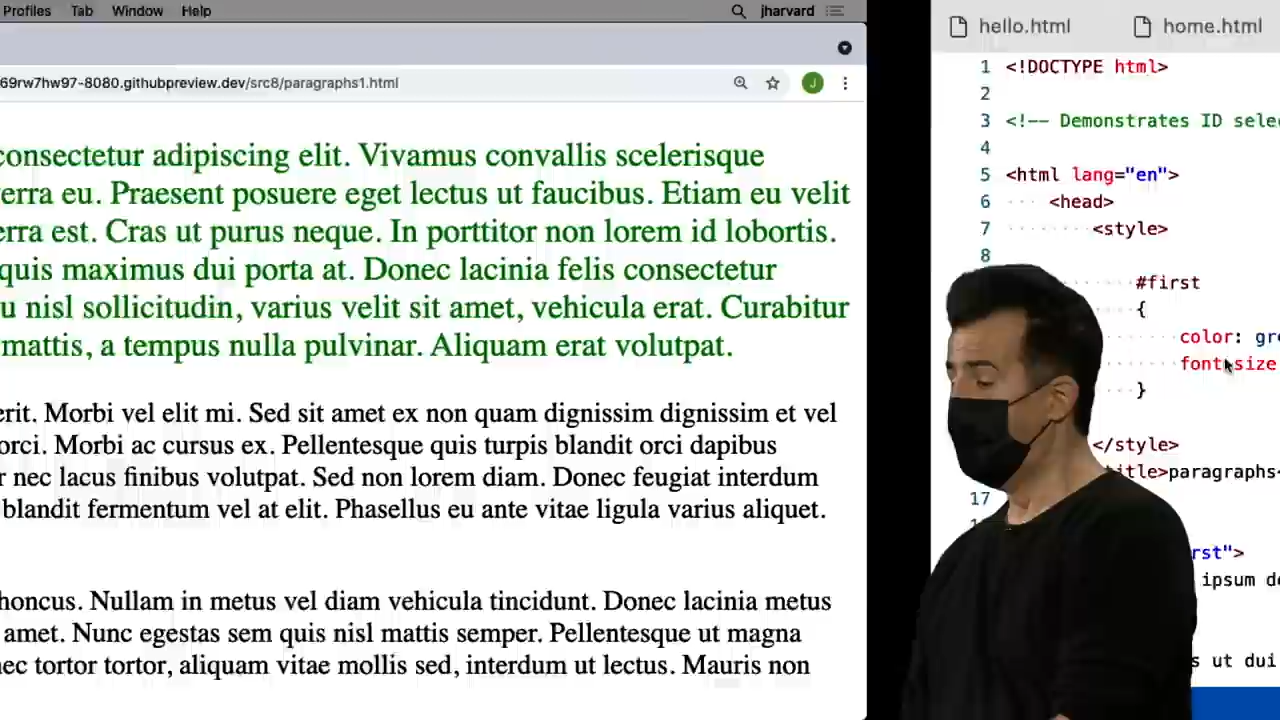 Profiles Tab Window Help jharvard
69rw7hw97-8080.githubpreview.dev/src8/paragraphs1.html
J
consectetur adipiscing elit. Vivamus convallis scelerisque
erra eu. Praesent posuere eget lectus ut faucibus. Etiam eu velit
erra est. Cras ut purus neque. In porttitor non lorem id lobortis.
quis maximus dui porta at. Donec lacinia felis consectetur
u nisl sollicitudin, varius velit sit amet, vehicula erat. Curabitur
mattis, a tempus nulla pulvinar. Aliquam erat volutpat.
erit. Morbi vel elit mi. Sed sit amet ex non quam dignissim dignissim et vel
orci. Morbi ac cursus ex. Pellentesque quis turpis blandit orci dapibus
r nec lacus finibus volutpat. Sed non lorem diam. Donec feugiat interdum
blandit fermentum vel at elit. Phasellus eu ante vitae ligula varius aliquet.
honcus. Nullam in metus vel diam vehicula tincidunt. Donec lacinia metus
amet. Nunc egestas sem quis nisl mattis semper. Pellentesque ut magna
nec tortor tortor, aliquam vitae mollis sed, interdum ut lectus. Mauris non
hello.html home.html
1 <!DOCTYPE html>
2
3 <!-- Demonstrates ID sele
4
5 <html lang="en">
6 <head>
7 <style>
8
#first
{
color: gre
font-size
}
</style>
title>paragraphs<
17
rst">
ipsum do
s ut dui